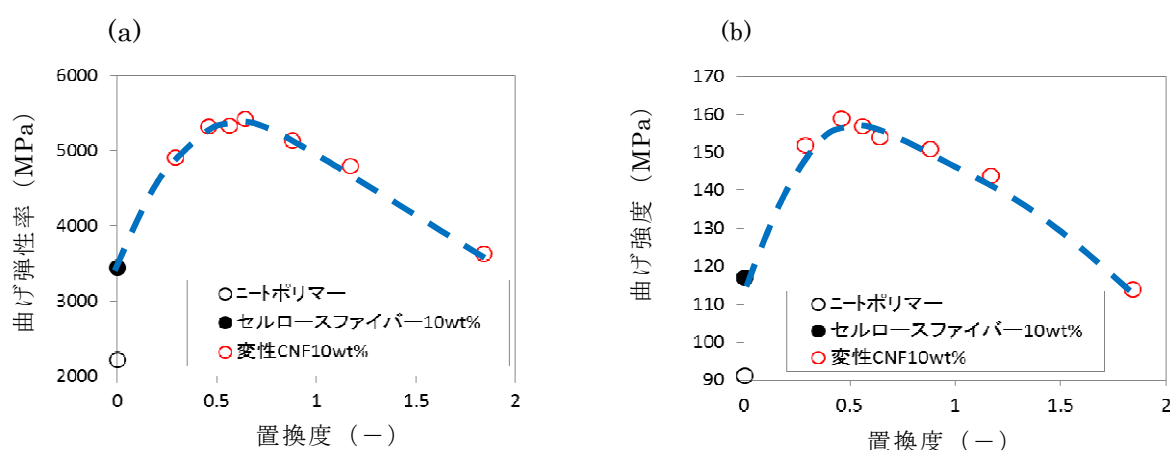 (a)
曲げ弾性率（MPa）
6000
5000
4000
3000
2000
0
0.5
1
1.5
2
置換度（−）
ニートポリマー
セルロースファイバー10wt%
変性CNF10wt%
(b)
曲げ強度（MPa）
170
160
150
140
130
120
110
100
90
0
0.5
1
1.5
2
置換度（−）
ニートポリマー
セルロースファイバー10wt%
変性CNF10wt%